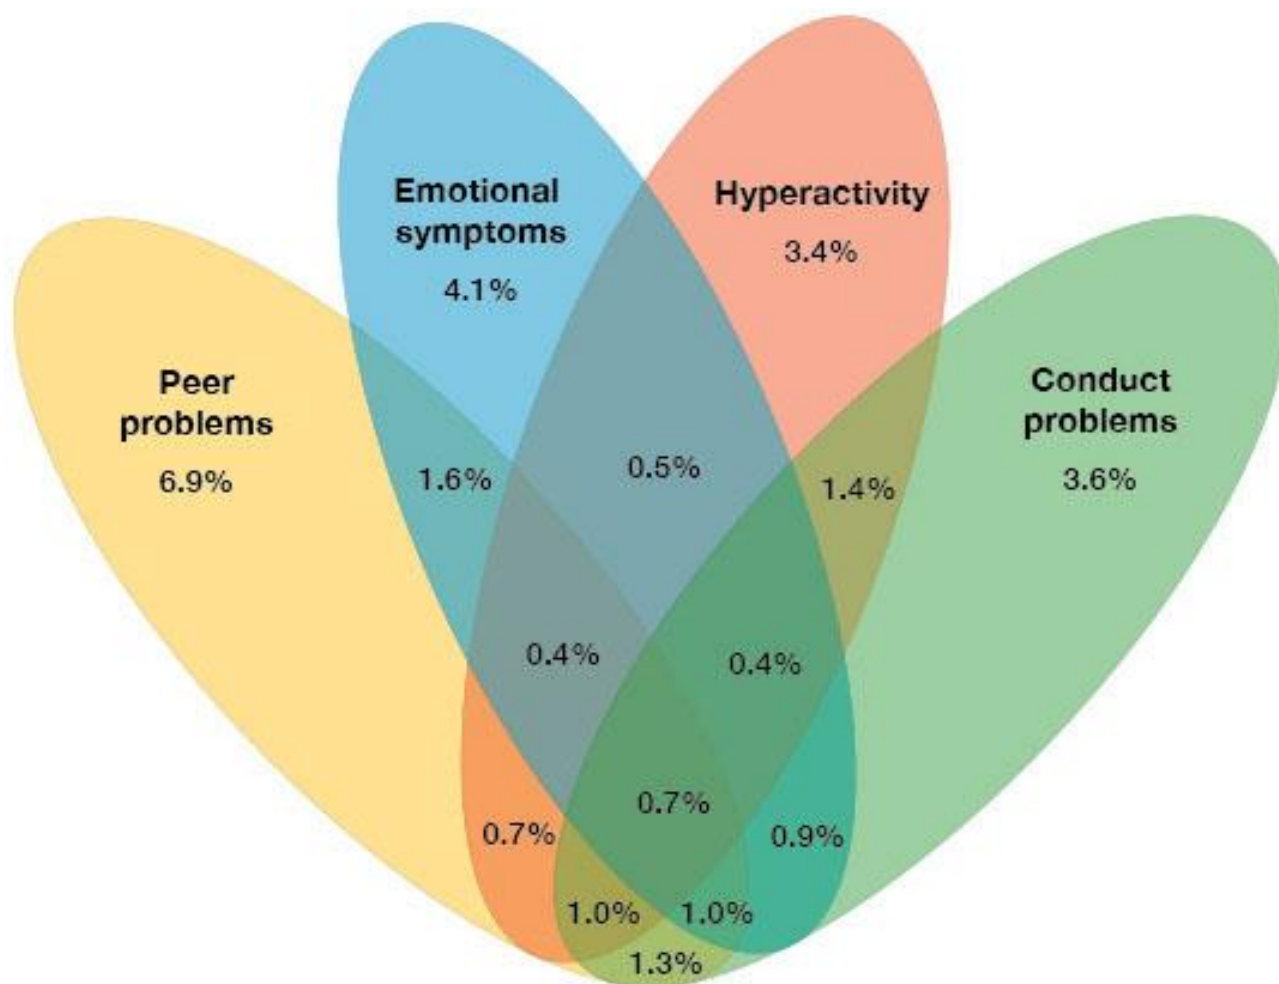 Emotional
symptoms
4.1%
Hyperactivity
3.4%
Peer
problems
6.9%
Conduct
problems
3.6%
1.6%
0.5%
1.4%
0.4%
0.4%
0.7%
0.7%
0.9%
1.0%
1.0%
1.3%